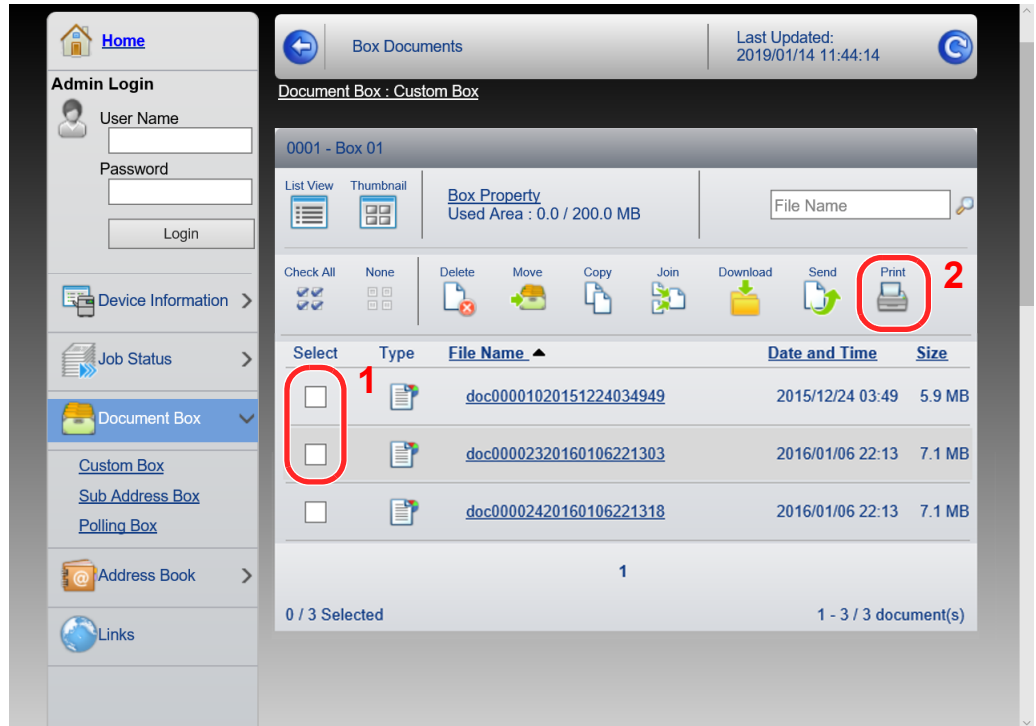 Home
Admin Login
User Name
Password
Login
Device Information
Job Status
Document Box
Custom Box
Sub Address Box
Polling Box
Address Book
Links
Box Documents
Last Updated:
2019/01/14 11:44:14
Document Box : Custom Box
0001 - Box 01
List View Thumbnail
Box Property
Used Area : 0.0 / 200.0 MB
File Name
Check All None Delete Move Copy Join Download Send Print 2
Select Type File Name Date and Time Size
1
doc00001020151224034949 2015/12/24 03:49 5.9 MB
doc00002320160106221303 2016/01/06 22:13 7.1 MB
doc00002420160106221318 2016/01/06 22:13 7.1 MB
1
0 / 3 Selected 1 - 3 / 3 document(s)